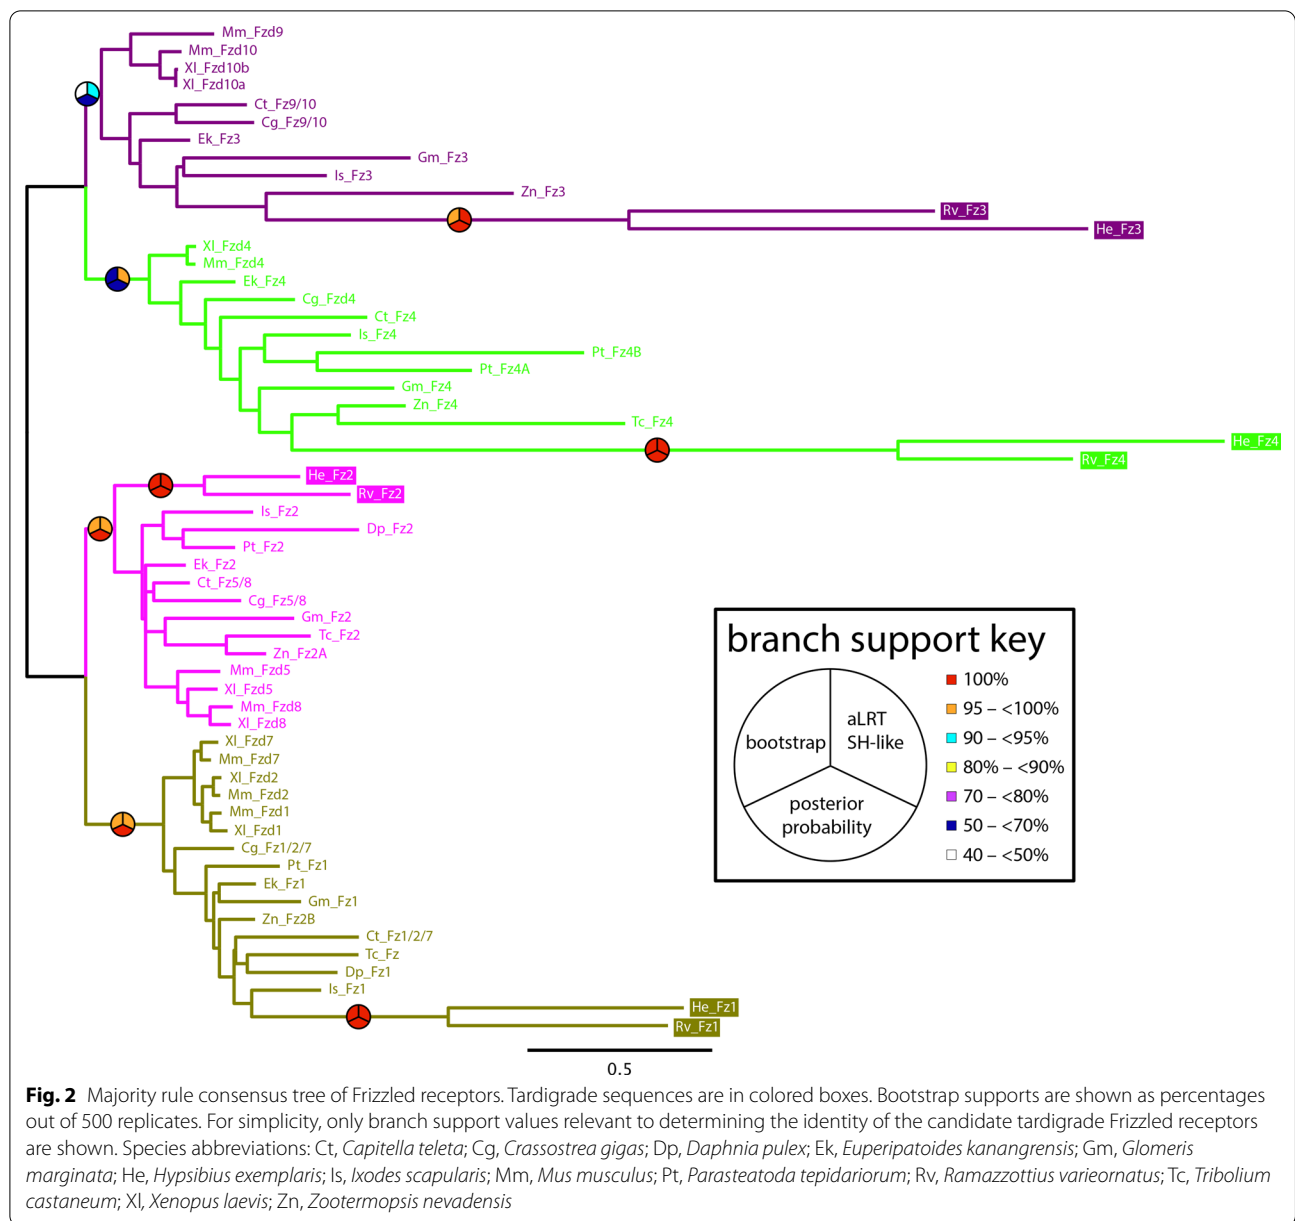 Mm_Fzd9
Mm_Fzd10
Xl_Fzd10b
Xl_Fzd10a
Ct_Fz9/10
Cg_Fz9/10
Ek_Fz3
Gm_Fz3
Is_Fz3
Zn_Fz3
Rv_Fz3
He_Fz3
Xl_Fzd4
Mm_Fzd4
Ek_Fz4
Cg_Fzd4
Ct_Fz4
Is_Fz4
Pt_Fz4B
Pt_Fz4A
Gm_Fz4
Zn_Fz4
Tc_Fz4
He_Fz4
Rv_Fz4
He_Fz2
Rv_Fz2
Is_Fz2
Dp_Fz2
Pt_Fz2
Ek_Fz2
Ct_Fz5/8
Cg_Fz5/8
Gm_Fz2
Tc_Fz2
Zn_Fz2A
Mm_Fzd5
Xl_Fzd5
Mm_Fzd8
Xl_Fzd8
Xl_Fzd7
Mm_Fzd7
Xl_Fzd2
Mm_Fzd2
Mm_Fzd1
Xl_Fzd1
Cg_Fz1/2/7
Pt_Fz1
Ek_Fz1
Gm_Fz1
Zn_Fz2B
Ct_Fz1/2/7
Tc_Fz
Dp_Fz1
Is_Fz1
He_Fz1
Rv_Fz1
0.5
branch support key
bootstrap
aLRT
SH-like
posterior
probability
100%
95 – <100%
90 – <95%
80% – <90%
70 – <80%
50 – <70%
40 – <50%
Fig. 2 Majority rule consensus tree of Frizzled receptors. Tardigrade sequences are in colored boxes. Bootstrap supports are shown as percentages
out of 500 replicates. For simplicity, only branch support values relevant to determining the identity of the candidate tardigrade Frizzled receptors
are shown. Species abbreviations: Ct, Capitella teleta; Cg, Crassostrea gigas; Dp, Daphnia pulex; Ek, Euperipatoides kanangrensis; Gm, Glomeris
marginata; He, Hypsibius exemplaris; Is, Ixodes scapularis; Mm, Mus musculus; Pt, Parasteatoda tepidariorum; Rv, Ramazzottius varieornatus; Tc, Tribolium
castaneum; Xl, Xenopus laevis; Zn, Zootermopsis nevadensis